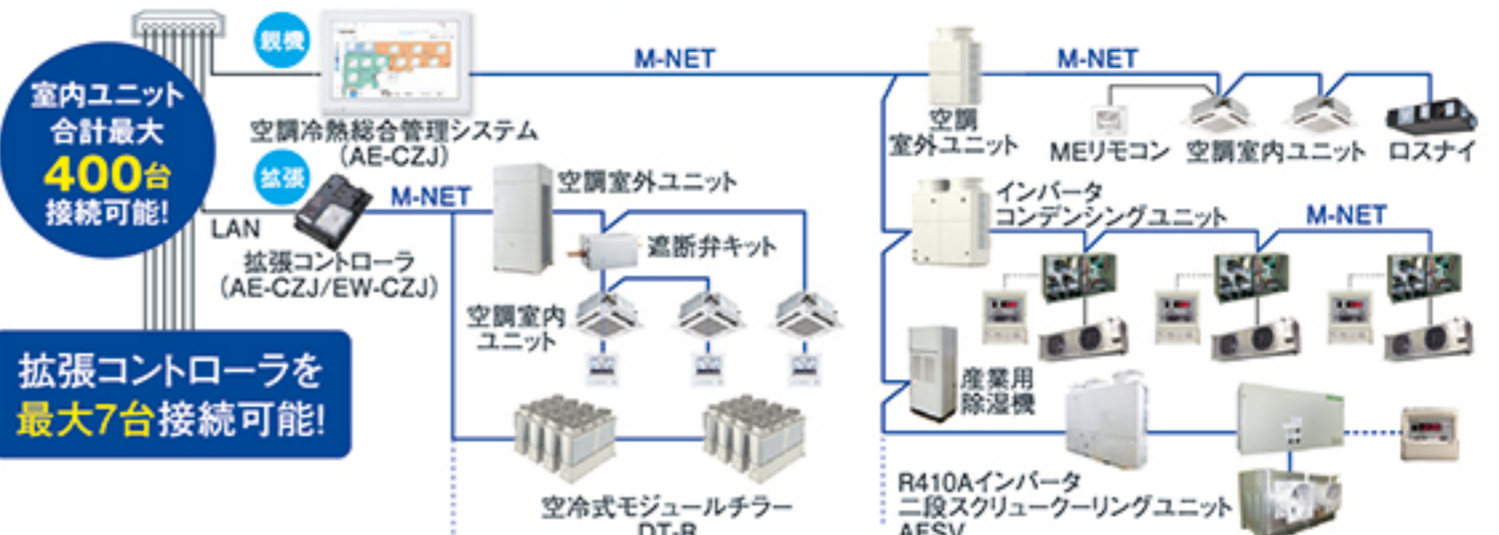 親機
M-NET
M-NET
室内ユニット
合計最大
400台
接続可能!
空調冷熱総合管理システム
(AE-CZJ)
空調
室外ユニット
MEリモコン
空調室内ユニット
ロスナイ
拡張
M-NET
空調室外ユニット
インバータ
コンデンシングユニット
M-NET
LAN
拡張コントローラ
(AE-CZJ/EW-CZJ)
遮断弁キット
空調室内
ユニット
拡張コントローラを
最大7台接続可能!
産業用
除湿機
空冷式モジュールチラー
DT-R
R410Aインバータ
二段スクリュークーリングユニット
AFSV